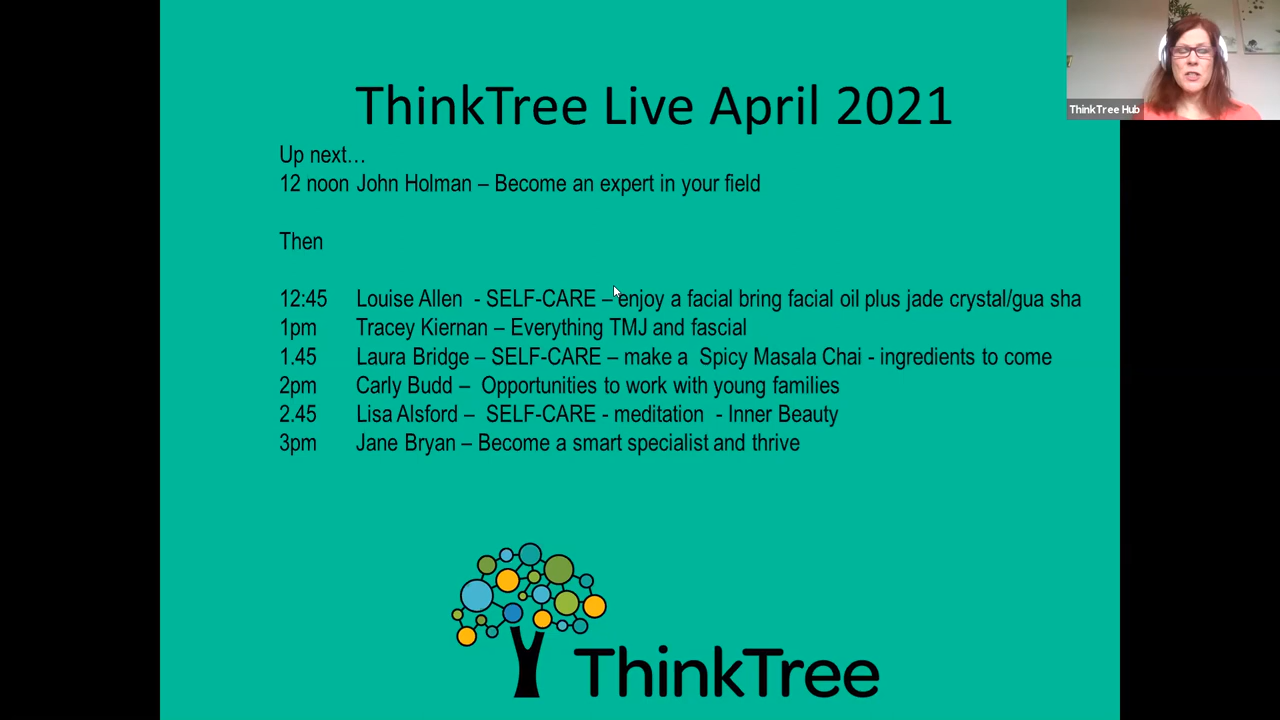 ThinkTree Live April 2021
ThinkTree Hub
Up next…
12 noon John Holman – Become an expert in your field
Then
12:45 Louise Allen - SELF-CARE – enjoy a facial bring facial oil plus jade crystal/gua sha
1pm Tracey Kiernan – Everything TMJ and fascial
1.45 Laura Bridge – SELF-CARE – make a Spicy Masala Chai - ingredients to come
2pm Carly Budd – Opportunities to work with young families
2.45 Lisa Alsford – SELF-CARE - meditation - Inner Beauty
3pm Jane Bryan – Become a smart specialist and thrive
ThinkTree